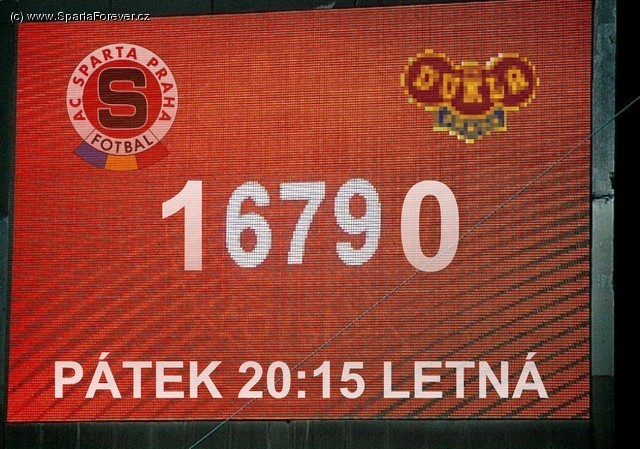 (c) www.SpartaForever.cz
AC SPARTA PRAHA
FOTBAL
S
DUKLA
16790
PÁTEK 20:15 LETNÁ